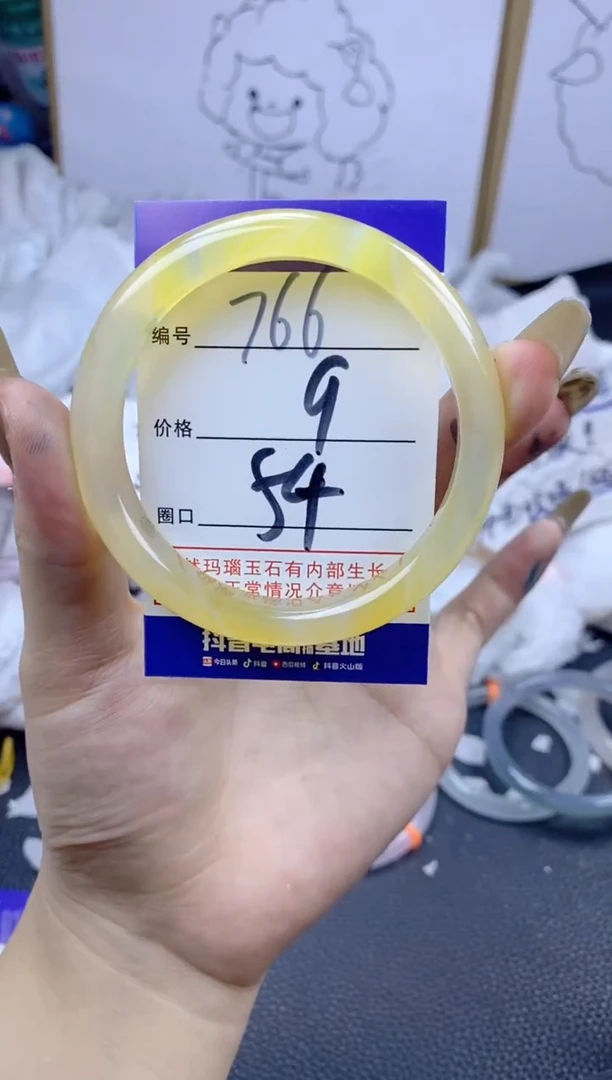 编号 766
价格 9
圈口 54
玛瑙玉石有内部生长
正常情况介意
今日头条 抖音 西瓜视频 抖音火山版